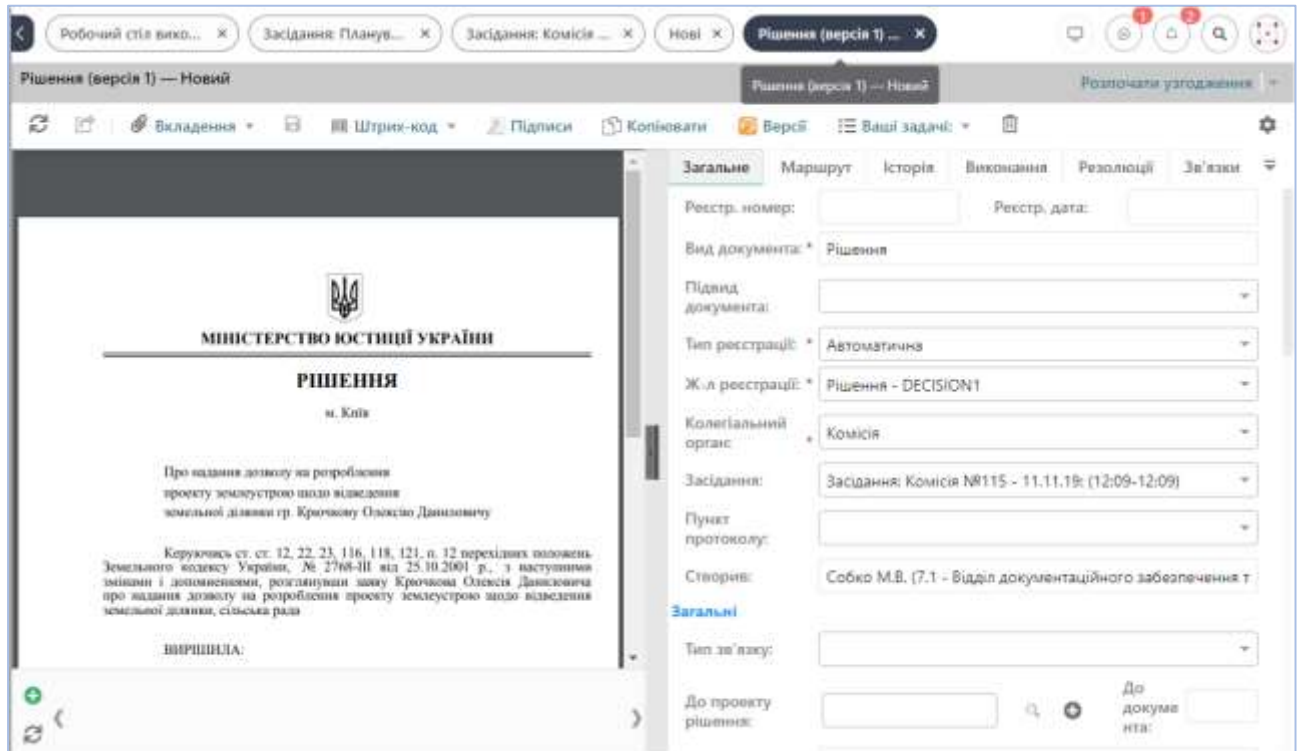 Робочий стіл вико... ×
Засідання: Планув... ×
Засідання: Комісія ... ×
Нові ×
Рішення (версія 1) — ... ×
1
2
Рішення (версія 1) — Новий
Рішення (версія 1) — Новий
Розпочати узгодження
Вкладення
Штрих-код
Підписи
Копіювати
Версії
Ваші задачі:
Загальне
Маршрут
Історія
Виконання
Резолюції
Зв'язки
МІНІСТЕРСТВО ЮСТИЦІЇ УКРАЇНИ
РІШЕННЯ
м. Київ
Про надання дозволу на розроблення
проекту землеустрою щодо відведення
земельної ділянки гр. Крючкову Олексію Даниловичу
Керуючись ст. ст. 12, 22, 23, 116, 118, 121, п. 12 перехідних положень
Земельного кодексу України, № 2768-III від 25.10.2001 р., з наступними
змінами і доповненнями, розглянувши заяву Крючкова Олексія Даниловича
про надання дозволу на розроблення проекту землеустрою щодо відведення
земельної ділянки, сільська рада
ВИРІШИЛА:
Реєстр. номер:
Реєстр. дата:
Вид документа: * Рішення
Підвид
документа:
Тип реєстрації: * Автоматична
Ж-л реєстрації: * Рішення - DECISION1
Колегіальний
орган: * Комісія
Засідання: Засідання: Комісія №115 - 11.11.19: (12:09-12:09)
Пункт
протоколу:
Створив: Собко М.В. (7.1 - Відділ документаційного забезпечення т
Загальні
Тип зв'язку:
До проекту
рішення:
До
докуме
нта: